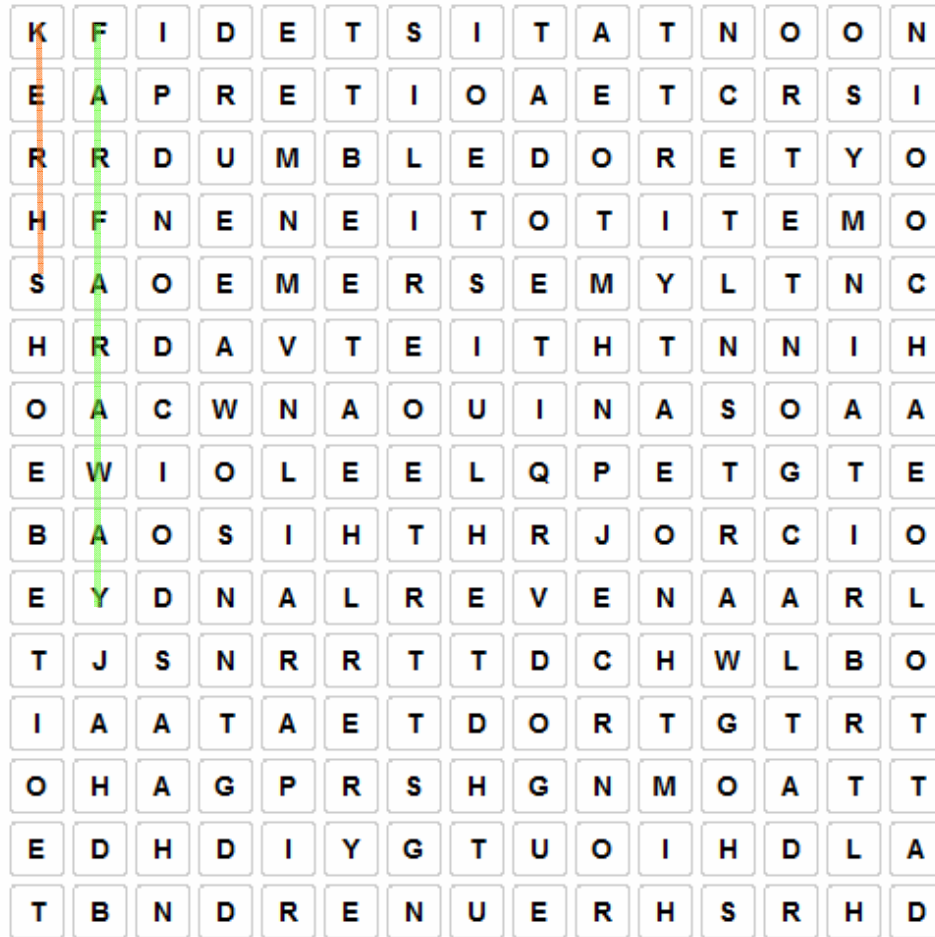 K F I D E T S I T A T N O O N
E A P R E T I O A E T C R S I
R R D U M B L E D O R E T Y O
H F N E N E I T O T I T E M O
S A O E M E R S E M Y L T N C
H R D A V T E I T H T N N I H
O A C W N A O U I N A S O A A
E W I O L E E L Q P E T G T E
B A O S I H T H R J O R C I O
E Y D N A L R E V E N A A R L
T J S N R R T T D C H W L B O
I A A T A E T D O R T G T R T
O H A G P R S H G N M O A T T
E D H D I Y G T U O I H D L A
T B N D R E N U E R H S R H D